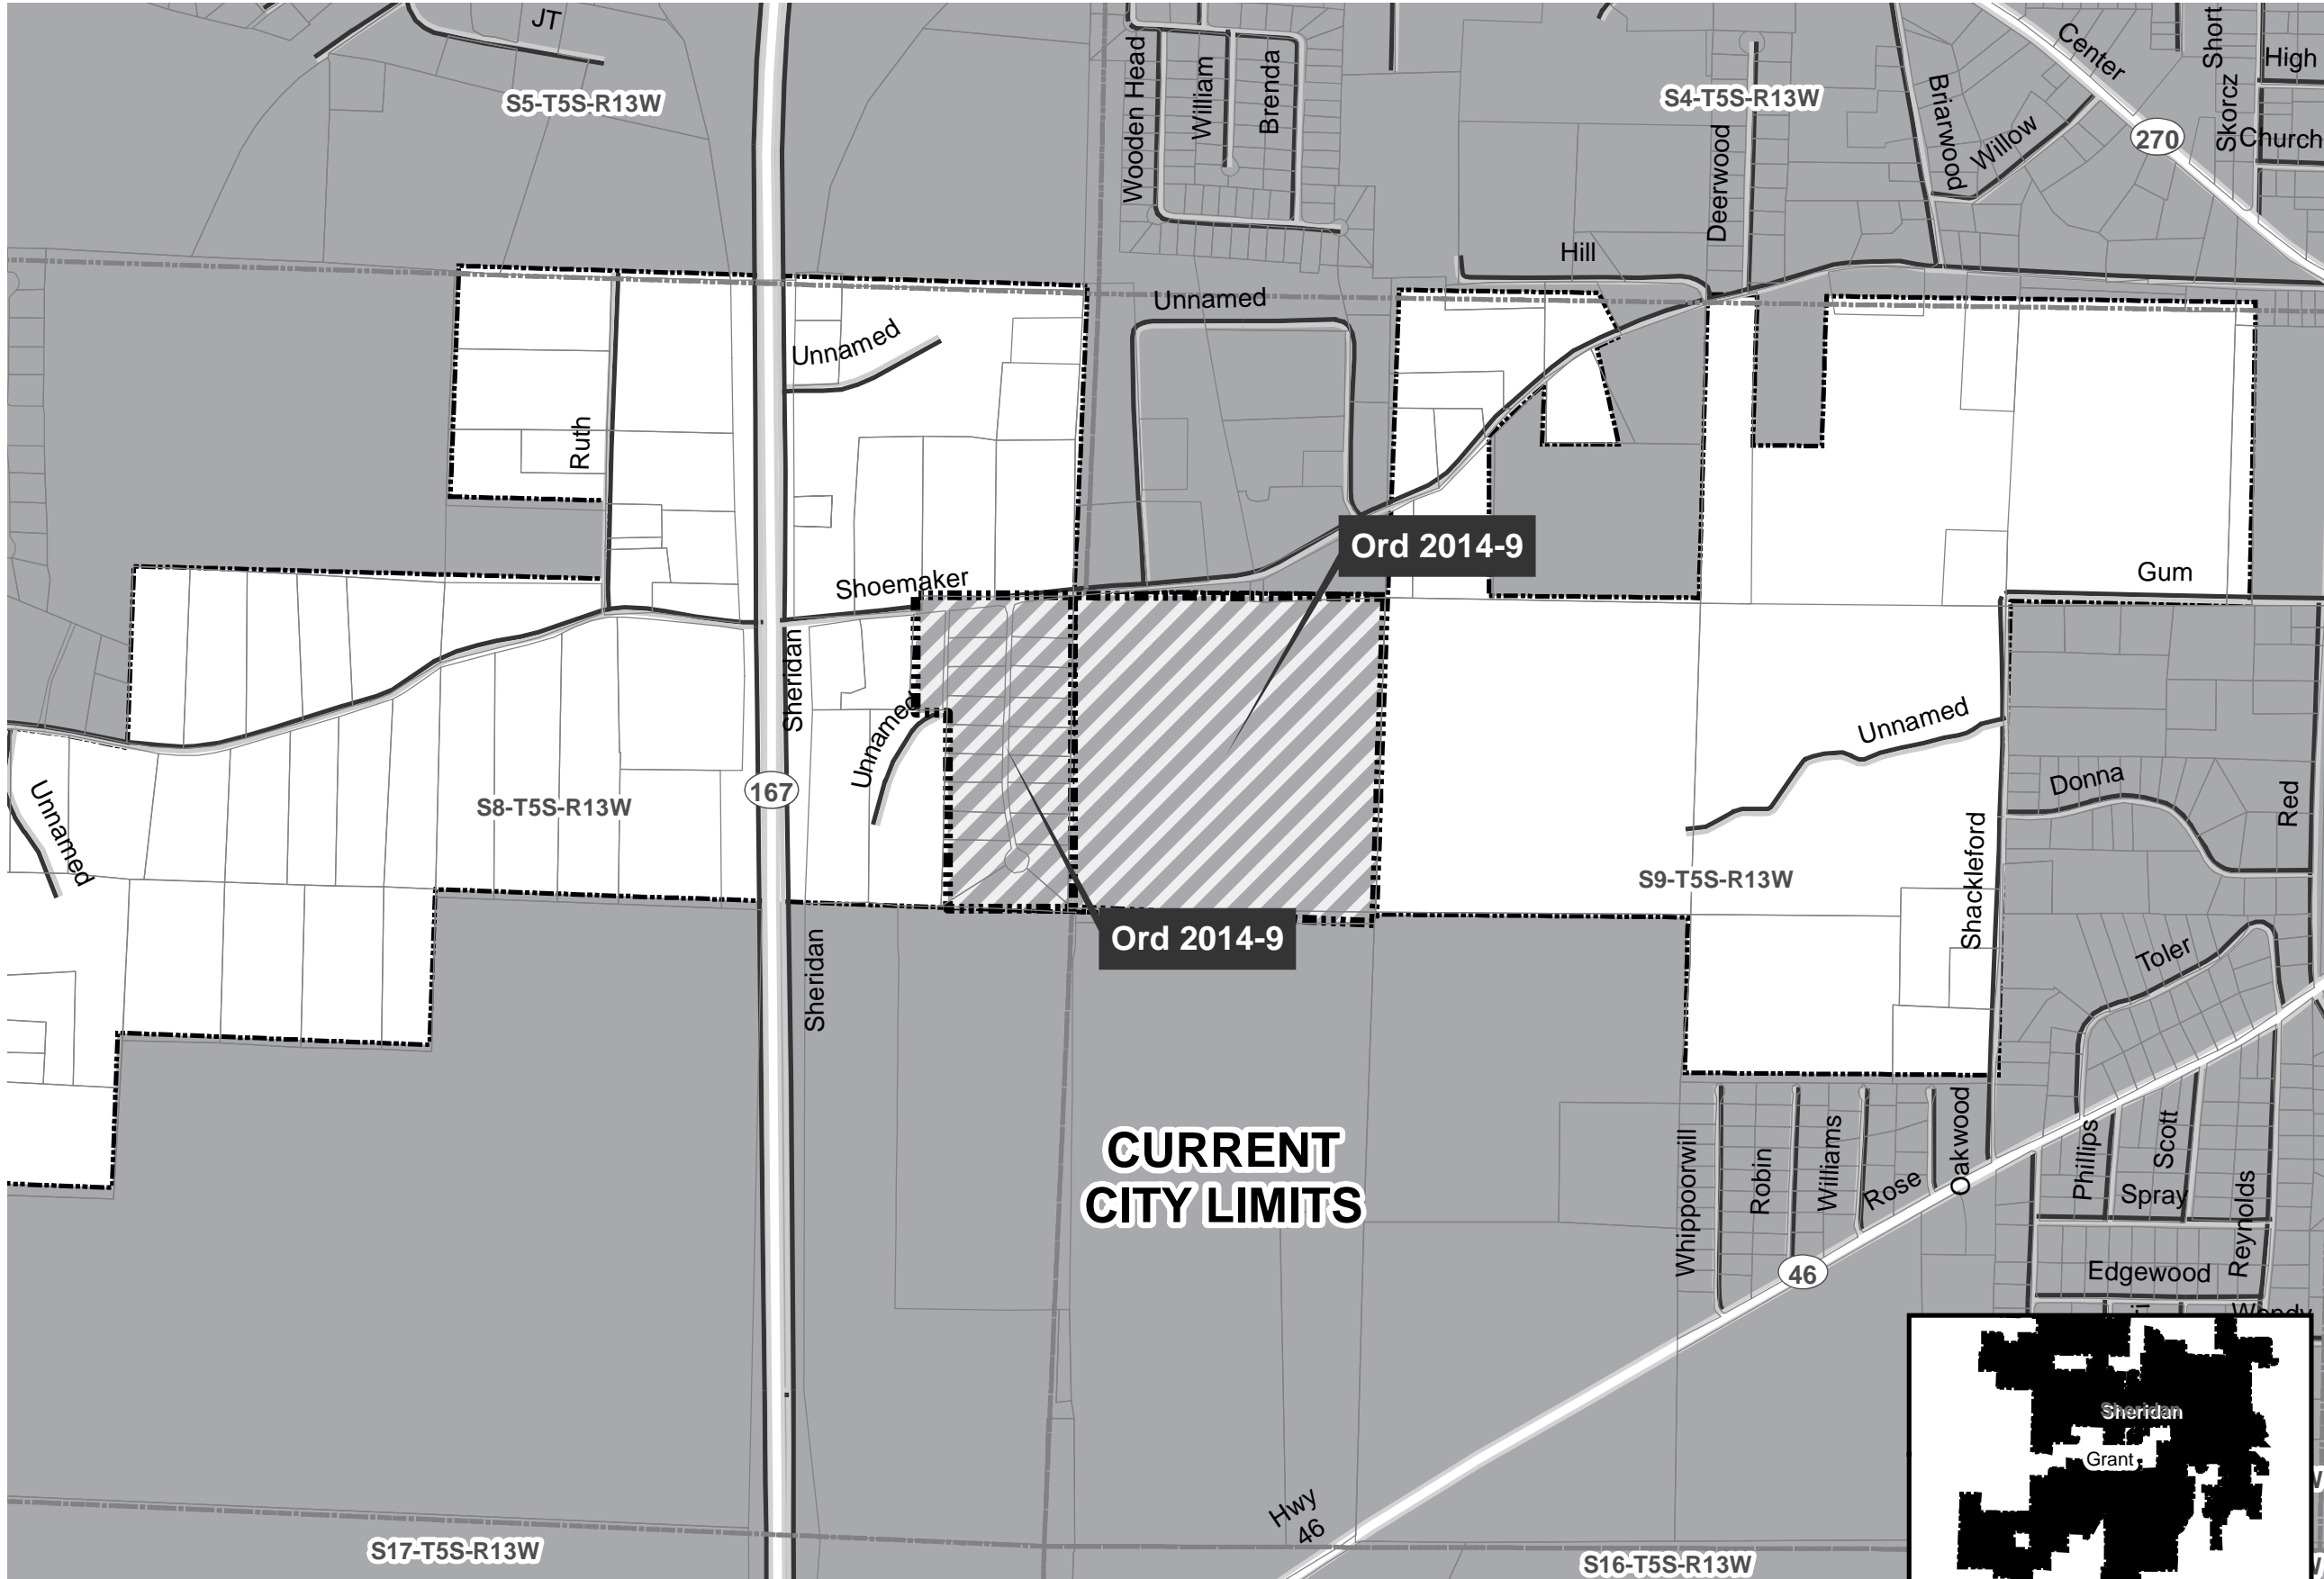 JT
S5-T5S-R13W
Wooden Head
William
Brenda
S4-T5S-R13W
Deerwood
Briarwood
Willow
Center
270
Short
Skorcz
High
Church
Hill
Unnamed
Unnamed
Ruth
Shoemaker
Ord 2014-9
Gum
Sheridan
Unnamed
Unnamed
167
S8-T5S-R13W
Unnamed
S9-T5S-R13W
Shackleford
Donna
Red
Toler
Ord 2014-9
Sheridan
CURRENT
CITY LIMITS
Whippoorwill
Robin
Williams
Rose
Oakwood
Phillips
Scott
Spray
Reynolds
Edgewood
46
Wendy
Sheridan
Grant
Hwy
46
S17-T5S-R13W
S16-T5S-R13W